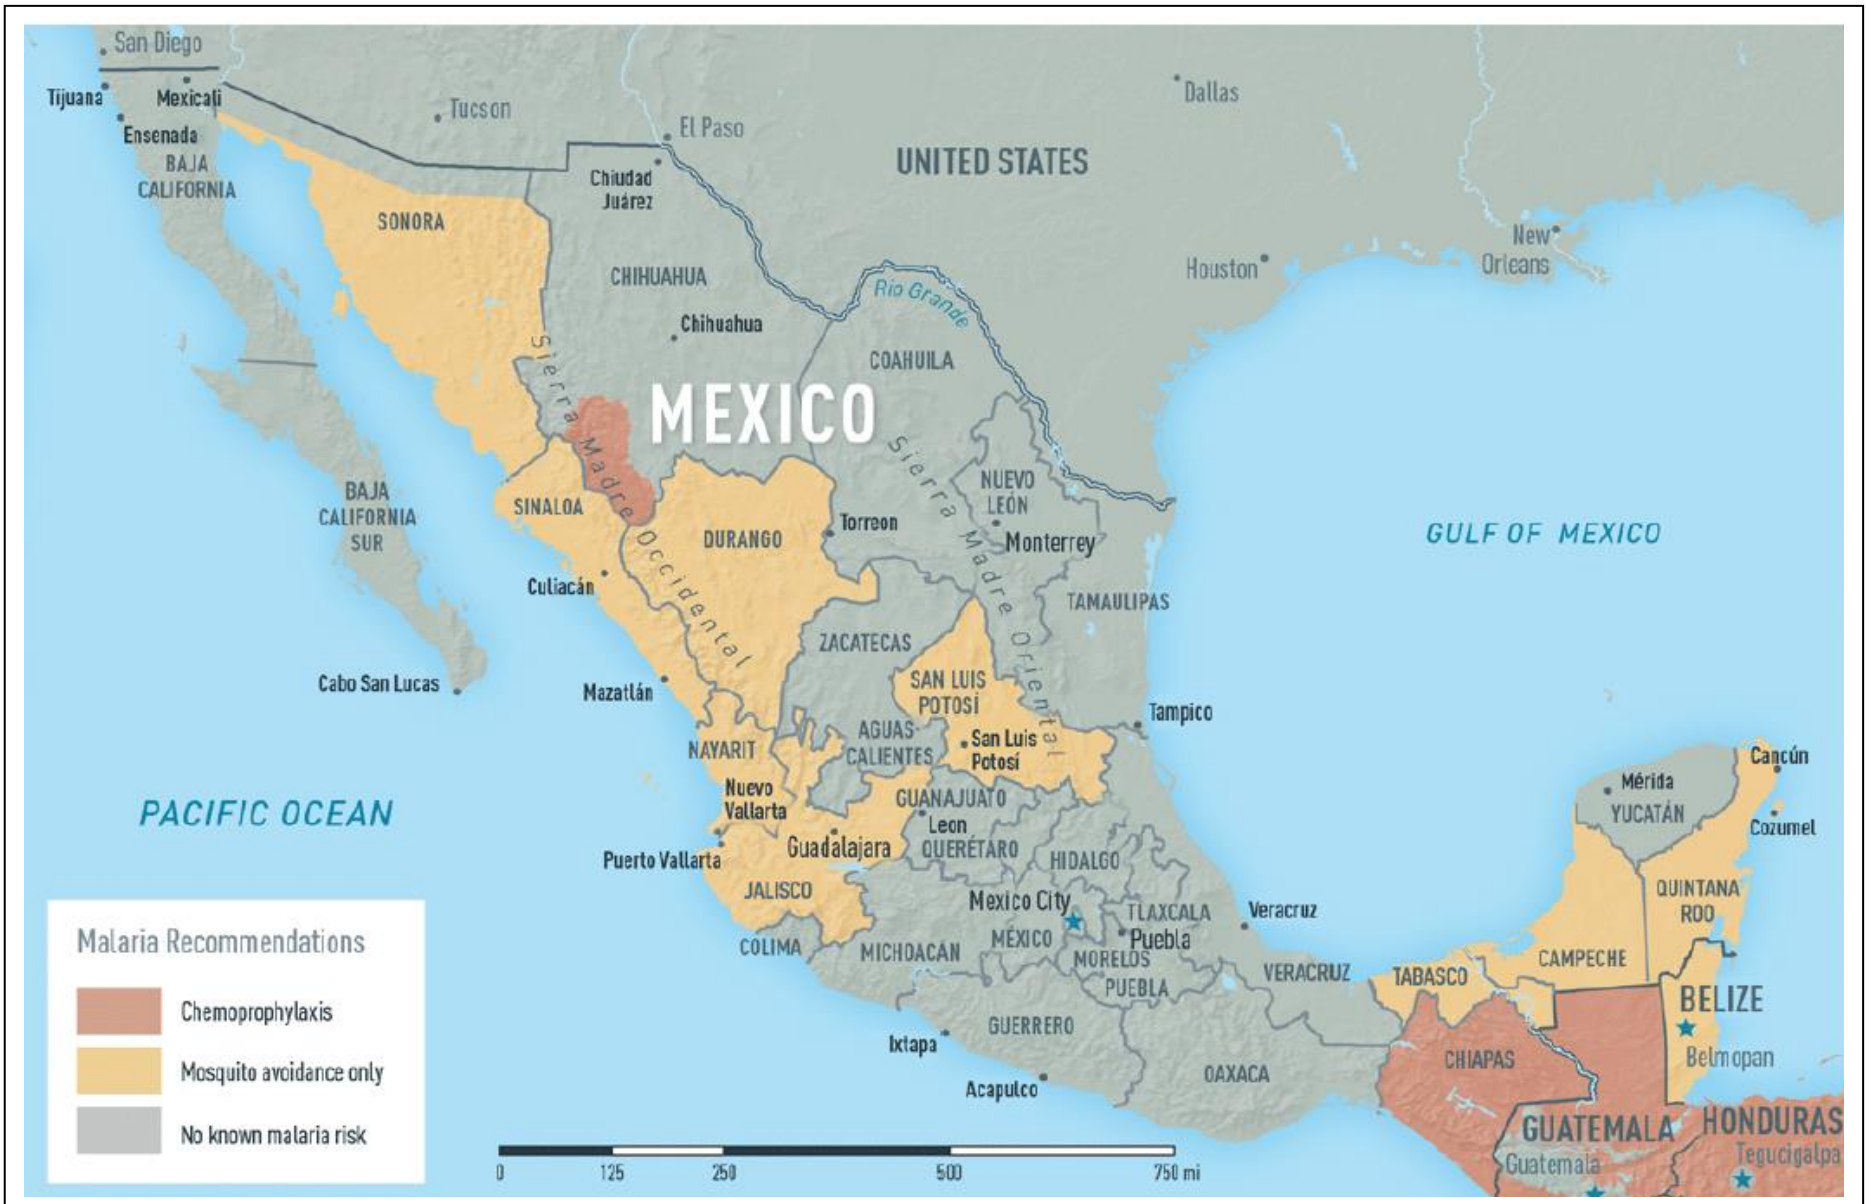 San Diego
Tijuana
Mexicali
Ensenada
BAJA
CALIFORNIA
Tucson
El Paso
Dallas
UNITED STATES
Chiudad
Juárez
SONORA
CHIHUAHUA
Chihuahua
Rio Grande
COAHUILA
Houston
New
Orleans
MEXICO
Sierra Madre Occidental
Sierra Madre Oriental
NUEVO
LEÓN
Monterrey
BAJA
CALIFORNIA
SUR
SINALOA
DURANGO
Torreon
GULF OF MEXICO
Culiacán
TAMAULIPAS
ZACATECAS
Cabo San Lucas
Mazatlán
SAN LUIS
POTOSÍ
Tampico
NAYARIT
AGUAS-
CALIENTES
San Luis
Potosí
Cancún
Mérida
YUCATÁN
Cozumel
PACIFIC OCEAN
Nuevo
Vallarta
GUANAJUATO
Leon
Puerto Vallarta
Guadalajara
QUERÉTARO
HIDALGO
JALISCO
QUINTANA
ROO
Mexico City
TLAXCALA
Veracruz
COLIMA
MICHOACÁN
MÉXICO
Puebla
MORELOS
PUEBLA
VERACRUZ
TABASCO
CAMPECHE
BELIZE
Belmopan
GUERRERO
Ixtapa
Acapulco
OAXACA
CHIAPAS
GUATEMALA
Guatemala
HONDURAS
Tegucigalpa
Malaria Recommendations
Chemoprophylaxis
Mosquito avoidance only
No known malaria risk
0 125 250 500 750 mi